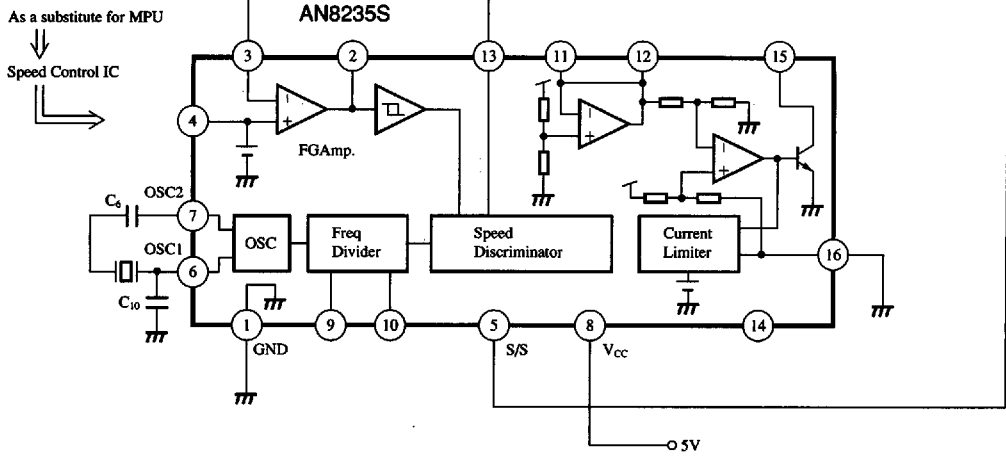 As a substitute for MPU
AN8235S
Speed Control IC
3
2
13
11
12
15
4
-
+
FGAmp.
-
+
-
+
C6
OSC2
7
OSC1
6
C10
OSC
Freq
Divider
Speed
Discriminator
Current
Limiter
16
1
9
10
5
8
14
GND
S/S
VCC
5V